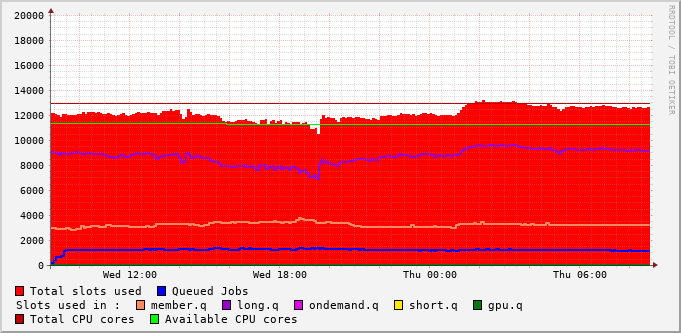 20000
18000
16000
14000
12000
10000
8000
6000
4000
2000
0
Wed 12:00 Wed 18:00 Thu 00:00 Thu 06:00
Total slots used Queued Jobs
Slots used in : member.q long.q ondemand.q short.q gpu.q
Total CPU cores Available CPU cores
RRDTOOL / TOBI OETIKER